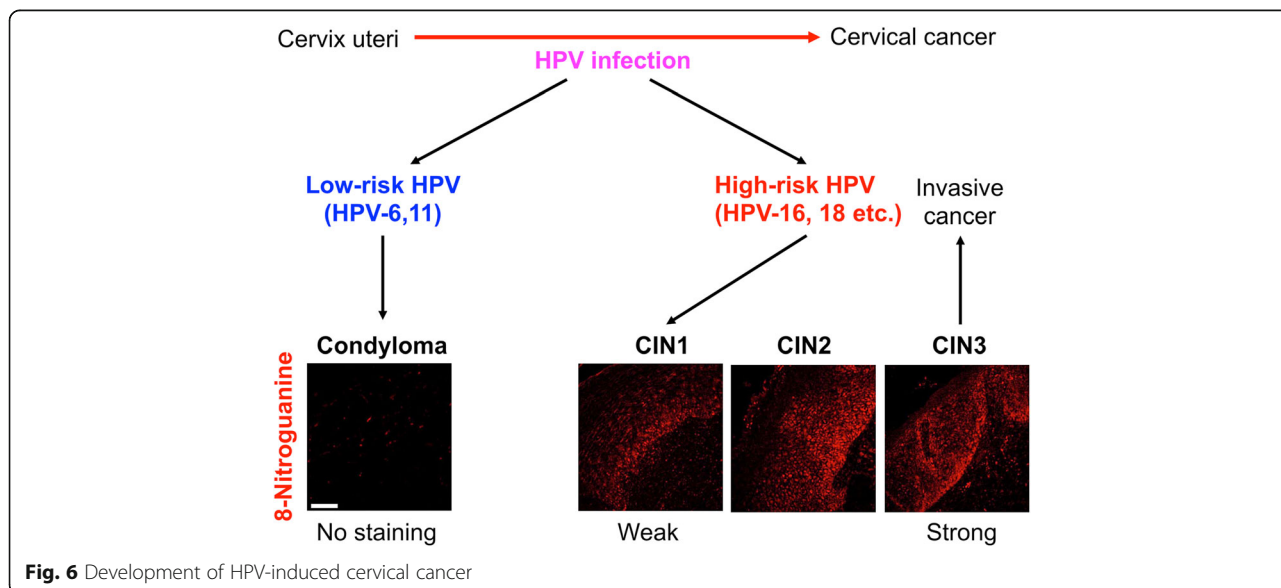 Cervix uteri
Cervical cancer
HPV infection
Low-risk HPV
(HPV-6,11)
High-risk HPV
(HPV-16, 18 etc.)
Invasive
cancer
Condyloma
CIN1
CIN2
CIN3
8-Nitroguanine
No staining
Weak
Strong
Fig. 6 Development of HPV-induced cervical cancer